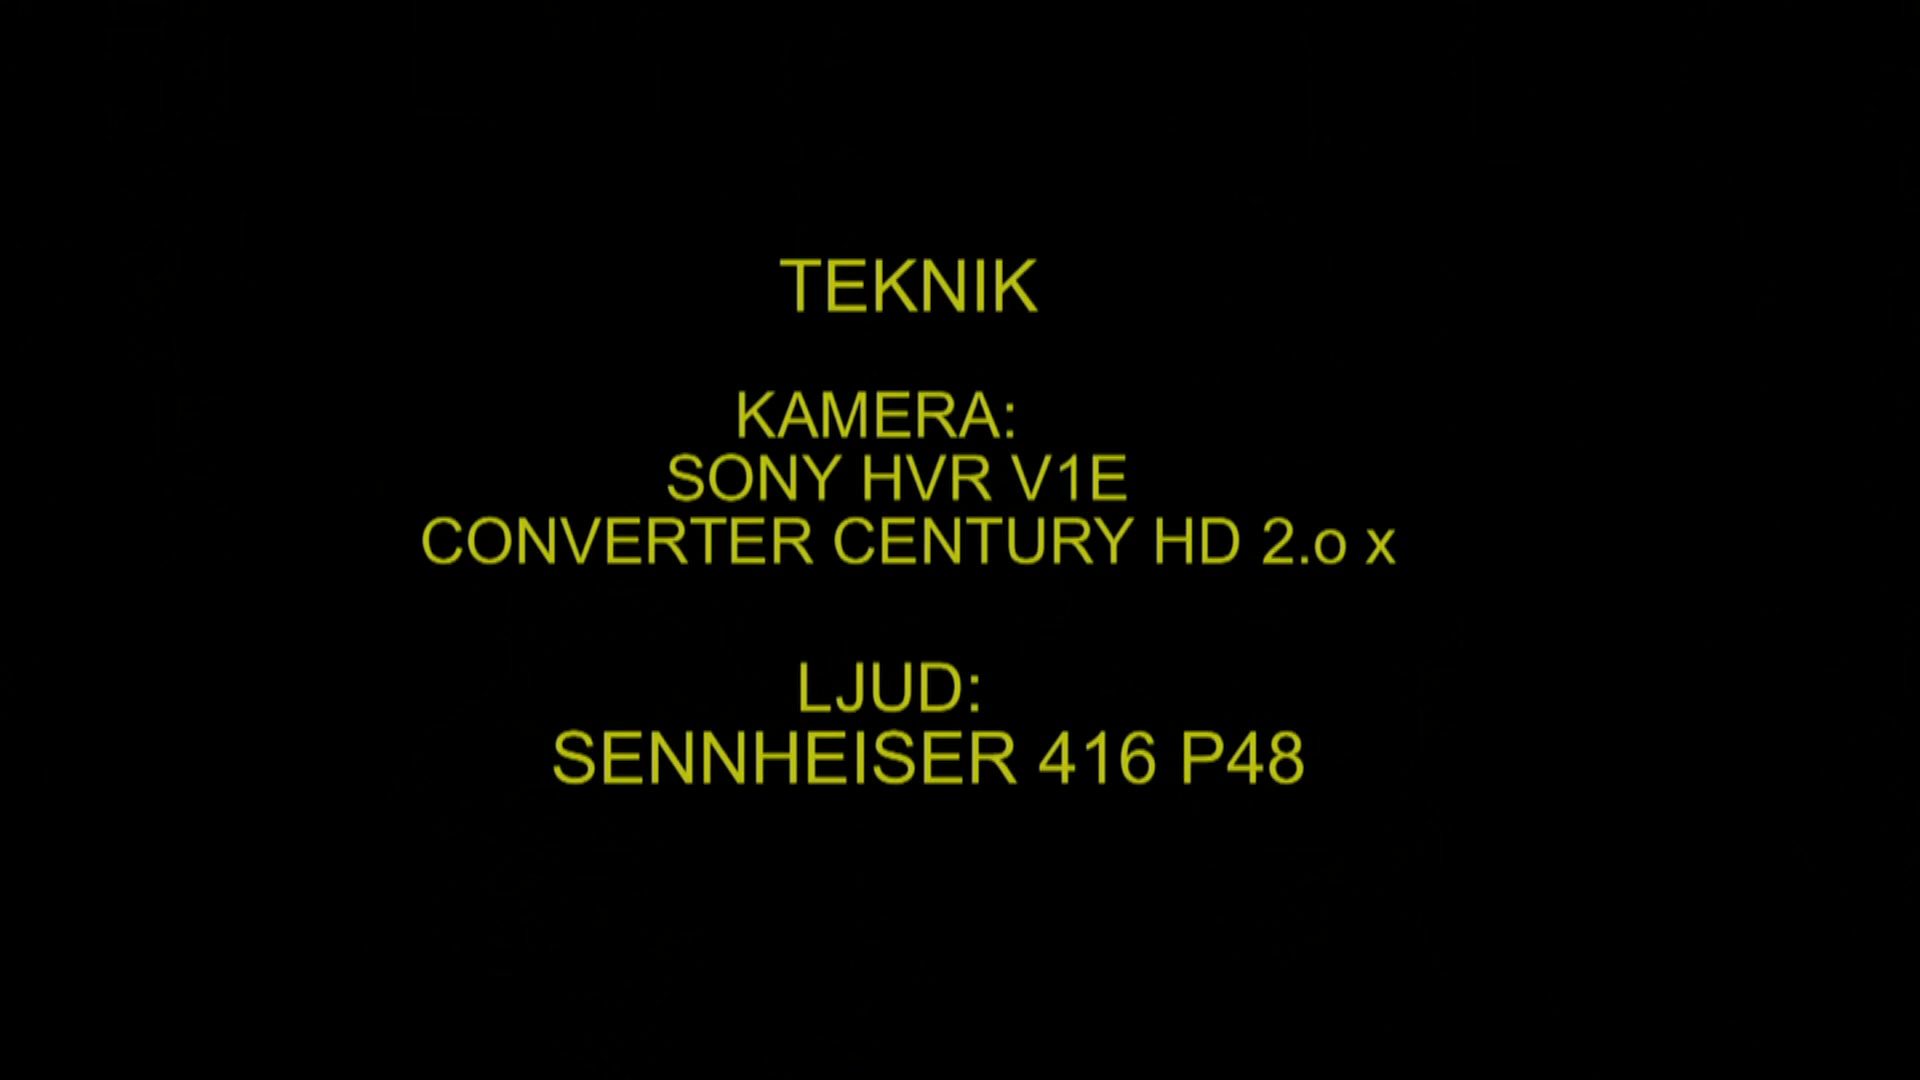 TEKNIK
KAMERA:
SONY HVR V1E
CONVERTER CENTURY HD 2.o x
LJUD:
SENNHEISER 416 P48